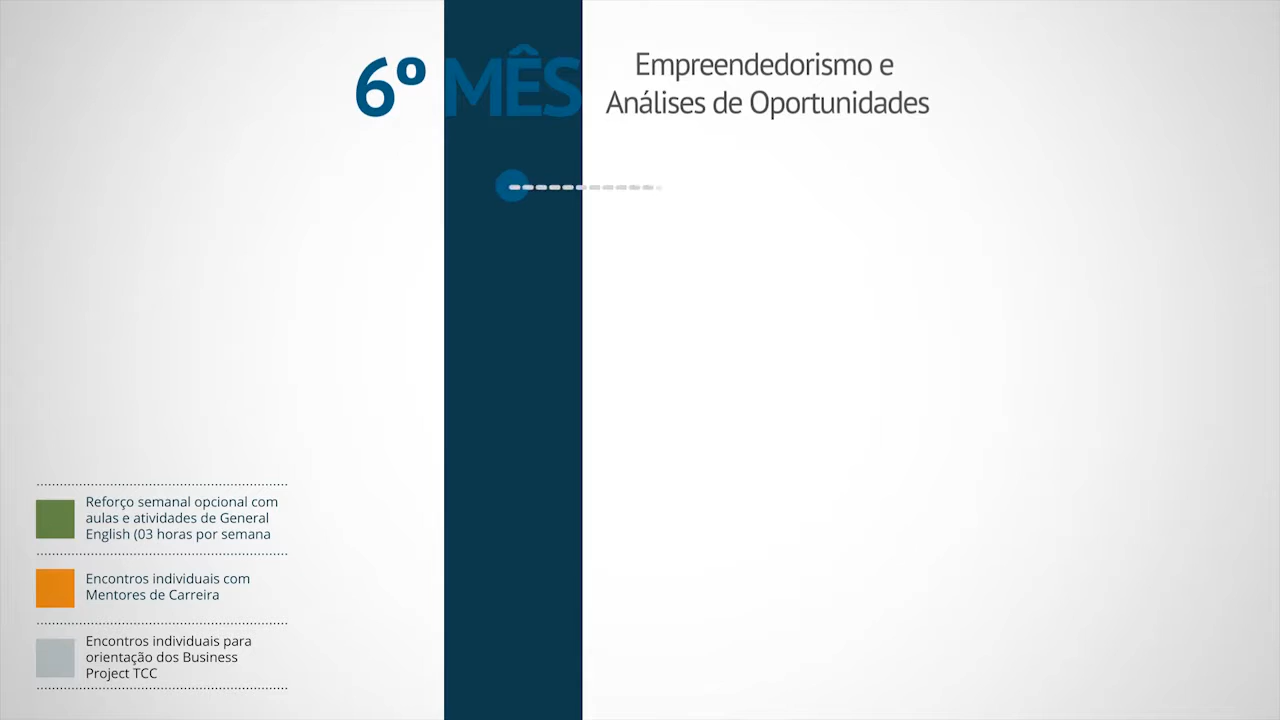 6º MÊS
Empreendedorismo e
Análises de Oportunidades
Reforço semanal opcional com
aulas e atividades de General
English (03 horas por semana
Encontros individuais com
Mentores de Carreira
Encontros individuais para
orientação dos Business
Project TCC